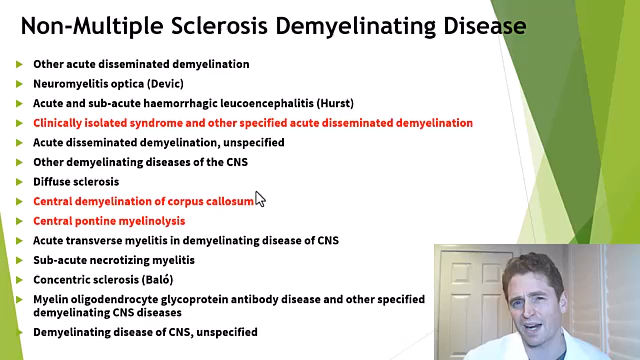 Non-Multiple Sclerosis Demyelinating Disease
Other acute disseminated demyelination
Neuromyelitis optica (Devic)
Acute and sub-acute haemorrhagic leucoencephalitis (Hurst)
Clinically isolated syndrome and other specified acute disseminated demyelination
Acute disseminated demyelination, unspecified
Other demyelinating diseases of the CNS
Diffuse sclerosis
Central demyelination of corpus callosum
Central pontine myelinolysis
Acute transverse myelitis in demyelinating disease of CNS
Sub-acute necrotizing myelitis
Concentric sclerosis (Baló)
Myelin oligodendrocyte glycoprotein antibody disease and other specified
demyelinating CNS diseases
Demyelinating disease of CNS, unspecified